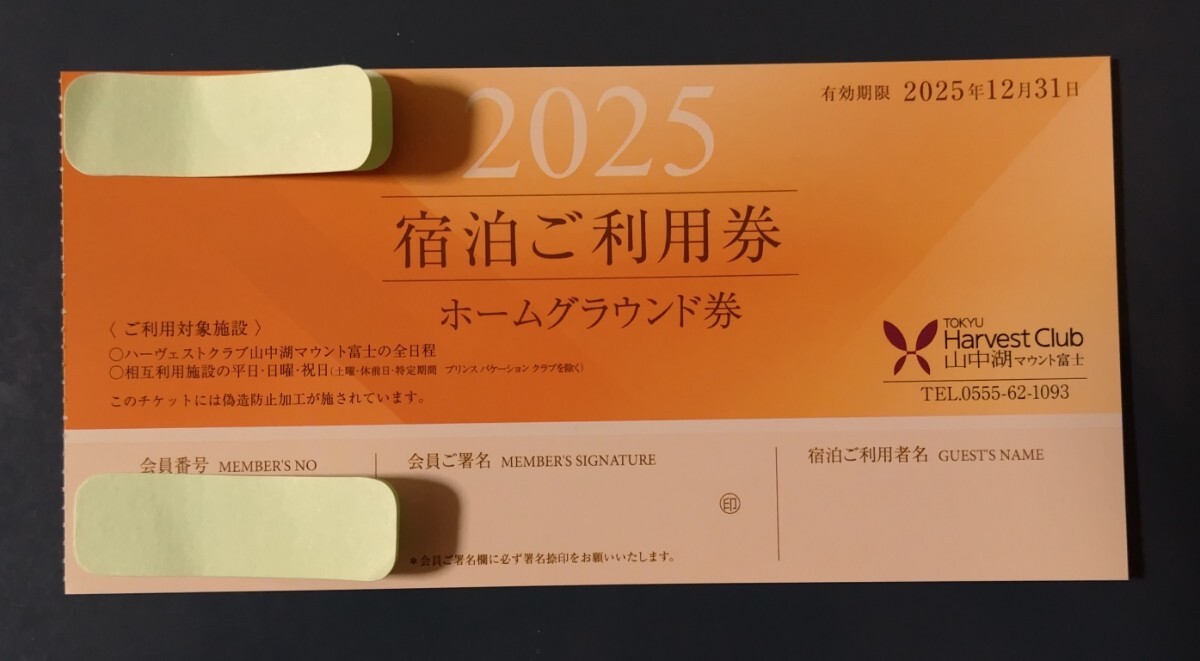 2025
有効期限 2025年12月31日
宿泊ご利用券
ホームグラウンド券
〈 ご利用対象施設 〉
○ハーヴェストクラブ山中湖マウント富士の全日程
○相互利用施設の平日・日曜・祝日(土曜・休前日・特定期間 プリンス バケーション クラブを除く)
このチケットには偽造防止加工が施されています。
TOKYU
Harvest Club
山中湖マウント富士
TEL.0555-62-1093
会員番号 MEMBER'S NO
会員ご署名 MEMBER'S SIGNATURE
宿泊ご利用者名 GUEST'S NAME
㊞
*会員ご署名欄に必ず署名捺印をお願いいたします。